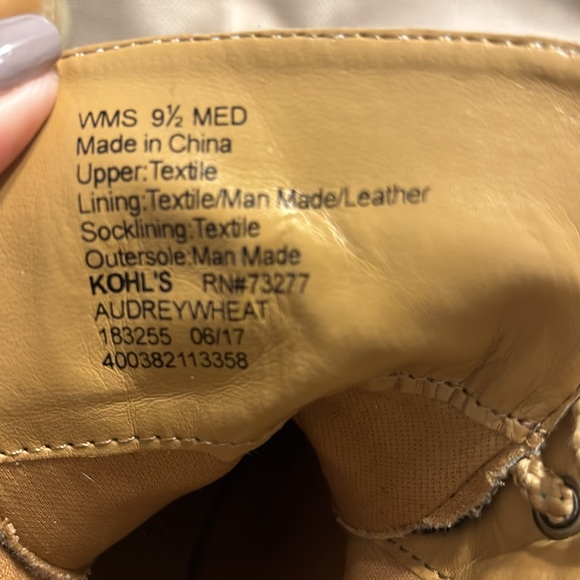 WMS 9½ MED
Made in China
Upper:Textile
Lining:Textile/Man Made/Leather
Socklining:Textile
Outersole:Man Made
KOHL'S RN#73277
AUDREYWHEAT
183255 06/17
400382113358